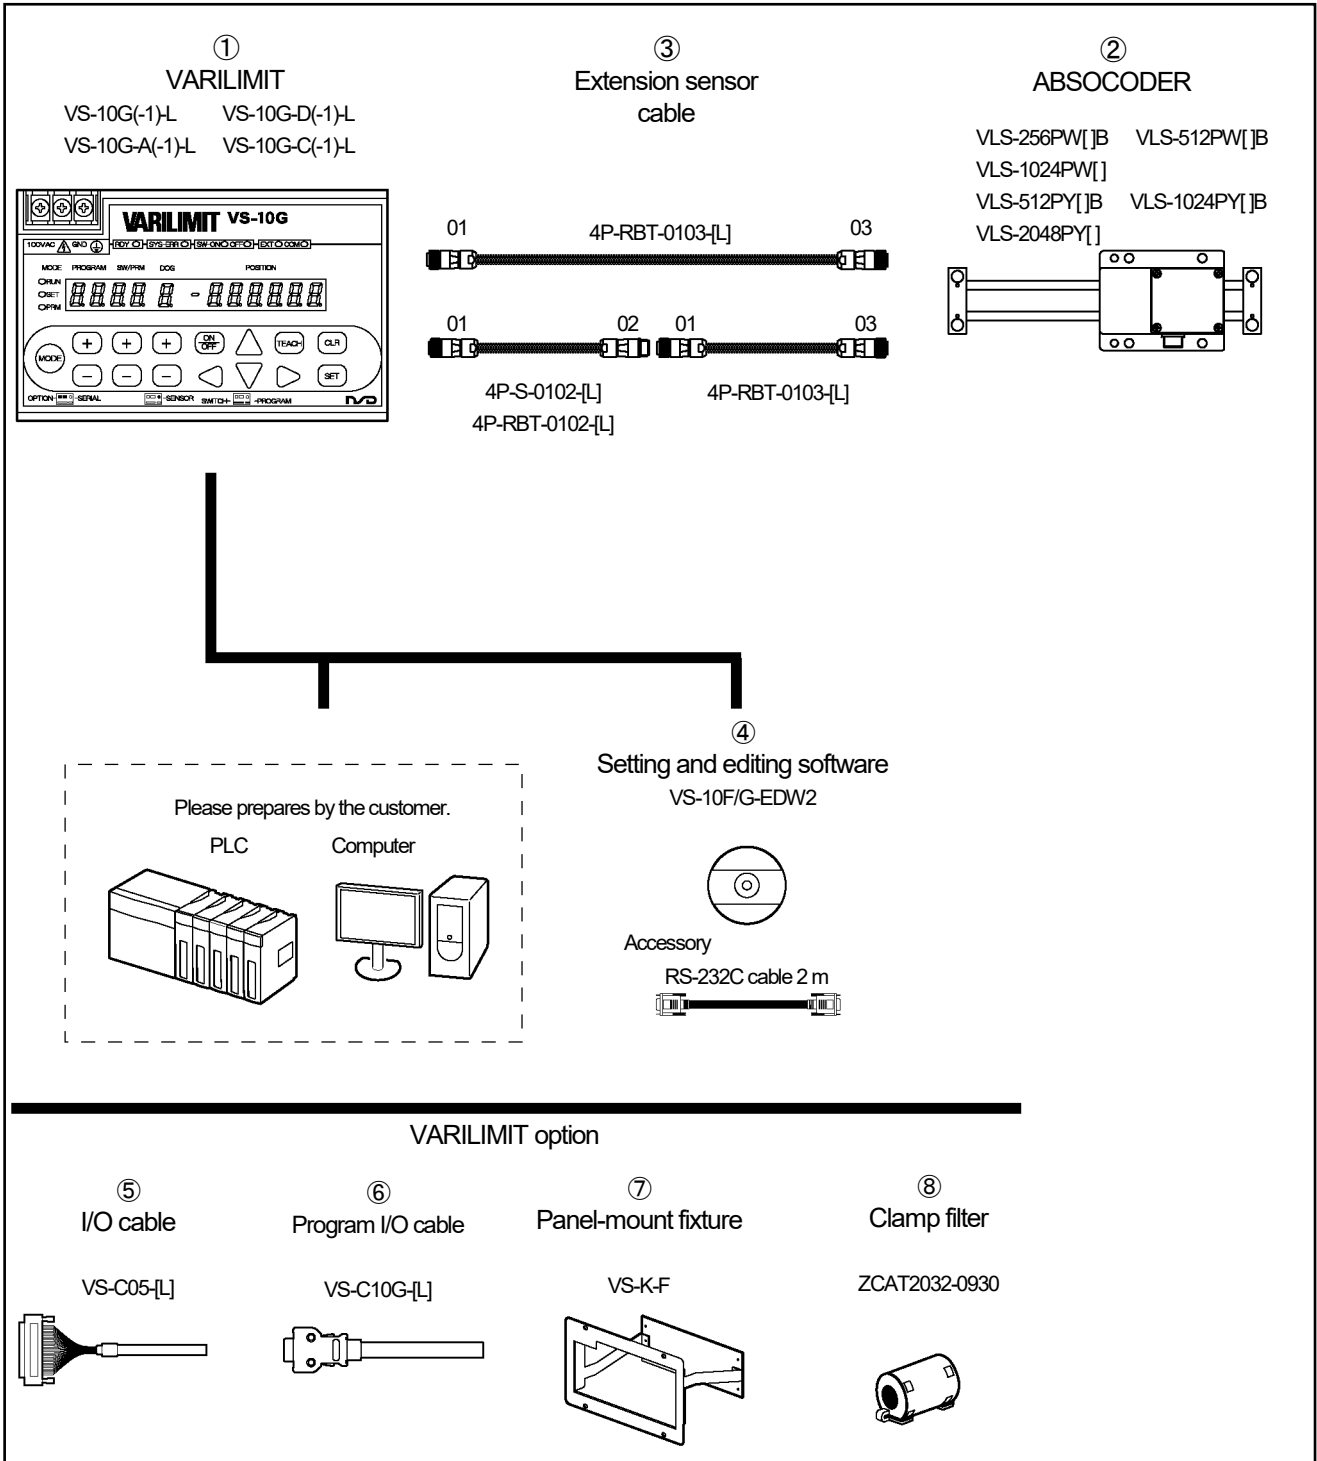 ①
VARILIMIT
VS-10G(-1)-L VS-10G-D(-1)-L
VS-10G-A(-1)-L VS-10G-C(-1)-L
VARILIMIT VS-10G
100VAC GND RDY SYS-ERR SW-ON OFF EXT COM
MODE PROGRAM SW/PRM DOG POSITION
RUN
SET
PRM
MODE
+ + + ON OFF TEACH CLR
− − − SET
OPTION SERIAL SENSOR SWITCH PROGRAM NSD
③
Extension sensor
cable
01 4P-RBT-0103-[L] 03
01 02 01 03
4P-S-0102-[L] 4P-RBT-0103-[L]
4P-RBT-0102-[L]
②
ABSOCODER
VLS-256PW[ ]B VLS-512PW[ ]B
VLS-1024PW[ ]
VLS-512PY[ ]B VLS-1024PY[ ]B
VLS-2048PY[ ]
Please prepares by the customer.
PLC Computer
④
Setting and editing software
VS-10F/G-EDW2
Accessory
RS-232C cable 2 m
VARILIMIT option
⑤
I/O cable
VS-C05-[L]
⑥
Program I/O cable
VS-C10G-[L]
⑦
Panel-mount fixture
VS-K-F
⑧
Clamp filter
ZCAT2032-0930